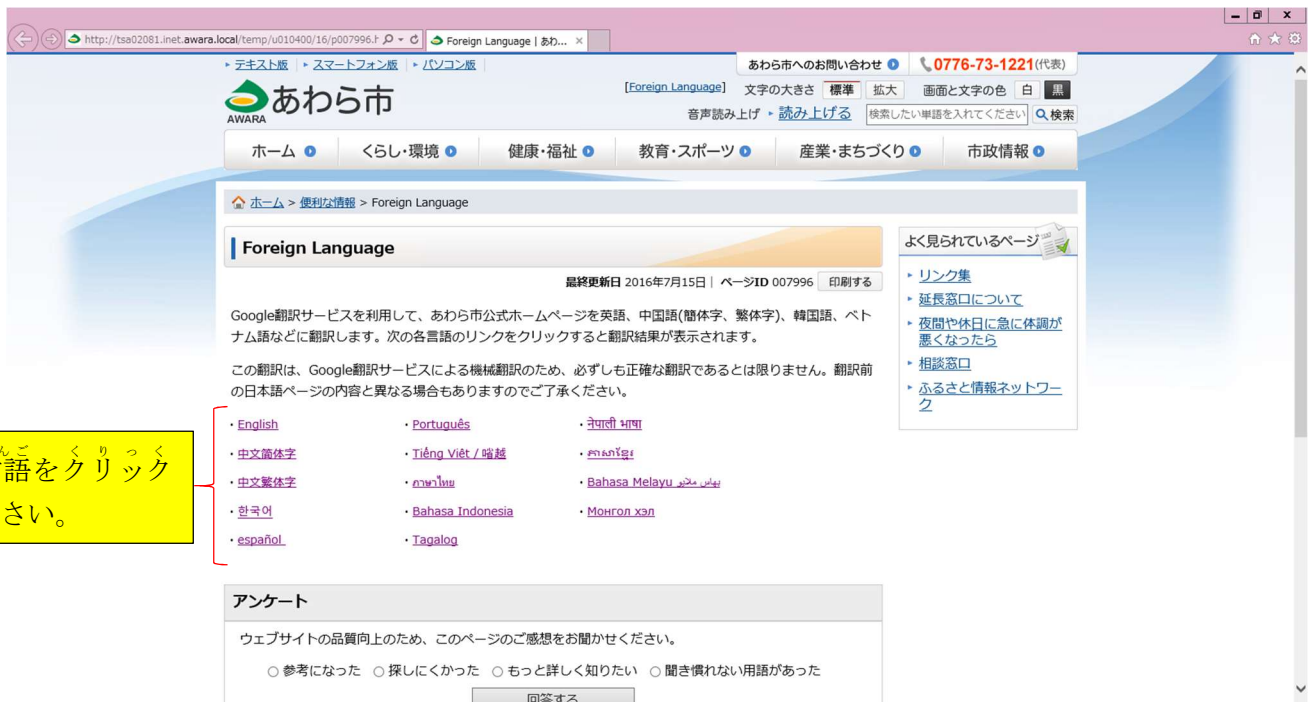 http://tsa02081.inet.awara.local/temp/u010400/16/p007996.h
Foreign Language | あわ...
テキスト版 スマートフォン版 パソコン版
あわら市へのお問い合わせ 0776-73-1221(代表)
あわら市
AWARA
[Foreign Language] 文字の大きさ 標準 拡大 画面と文字の色 白 黒
音声読み上げ 読み上げる 検索したい単語を入れてください 検索
ホーム くらし・環境 健康・福祉 教育・スポーツ 産業・まちづくり 市政情報
ホーム > 便利な情報 > Foreign Language
Foreign Language
最終更新日 2016年7月15日| ページID 007996 印刷する
Google翻訳サービスを利用して、あわら市公式ホームページを英語、中国語(簡体字、繁体字)、韓国語、ベト
ナム語などに翻訳します。次の各言語のリンクをクリックすると翻訳結果が表示されます。
この翻訳は、Google翻訳サービスによる機械翻訳のため、必ずしも正確な翻訳であるとは限りません。翻訳前
の日本語ページの内容と異なる場合もありますのでご了承ください。
・English ・Português ・नेपाली भाषा
・中文简体字 ・Tiếng Việt / 㗂越 ・ភាសាខ្មែរ
・中文繁体字 ・ภาษาไทย ・Bahasa Melayu بهاس ملايو
・한국어 ・Bahasa Indonesia ・Монгол хэл
・español ・Tagalog
んご くりっく
語をクリック
さい。
よく見られているページ
リンク集
延長窓口について
夜間や休日に急に体調が
悪くなったら
相談窓口
ふるさと情報ネットワー
ク
アンケート
ウェブサイトの品質向上のため、このページのご感想をお聞かせください。
参考になった 探しにくかった もっと詳しく知りたい 聞き慣れない用語があった
回答する